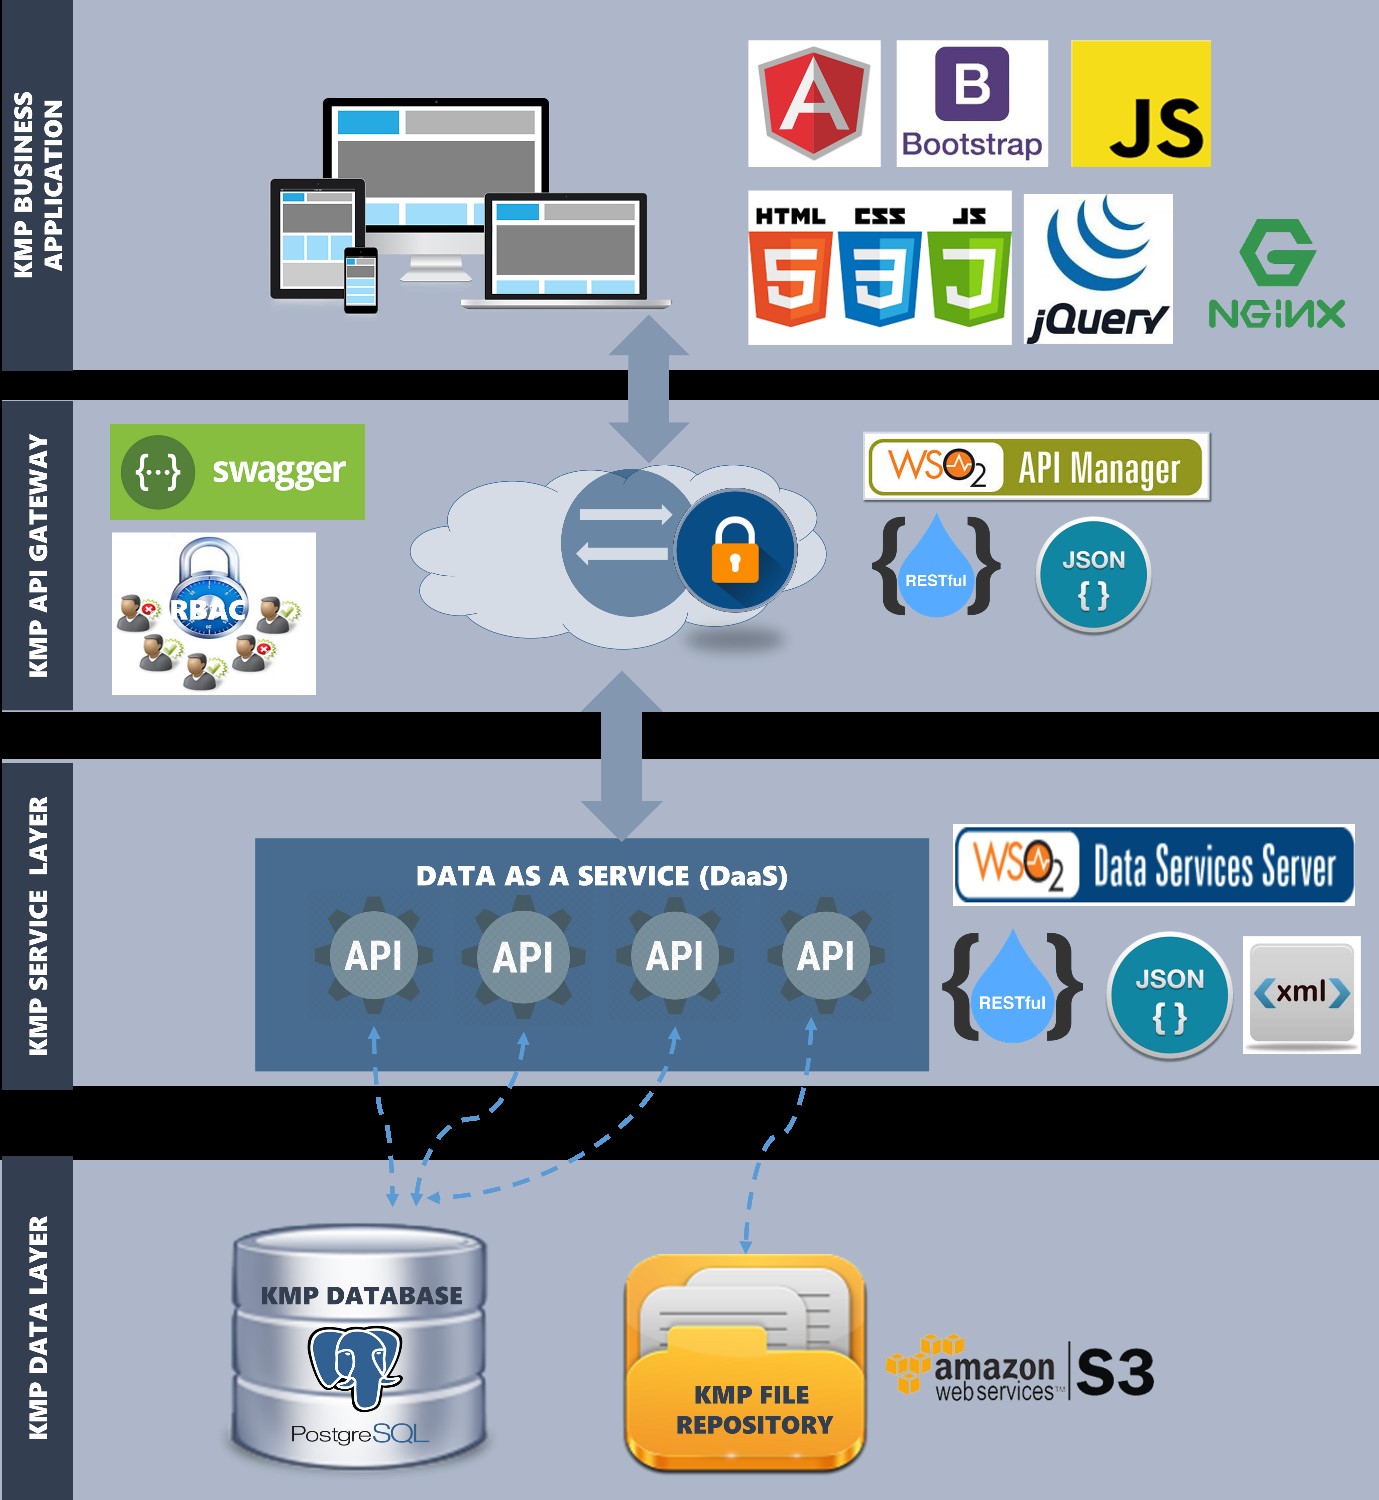 KMP BUSINESS
APPLICATION
A
B
Bootstrap
JS
HTML CSS JS
5 3 J
jQuery
G
NGiNX
KMP API GATEWAY
{···} swagger
RBAC
WSO2 API Manager
{RESTful}
JSON
{ }
KMP SERVICE LAYER
DATA AS A SERVICE (DaaS)
API API API API
WSO2 Data Services Server
{RESTful}
JSON
{ }
<xml>
KMP DATA LAYER
KMP DATABASE
PostgreSQL
KMP FILE
REPOSITORY
amazon
webservices™
S3